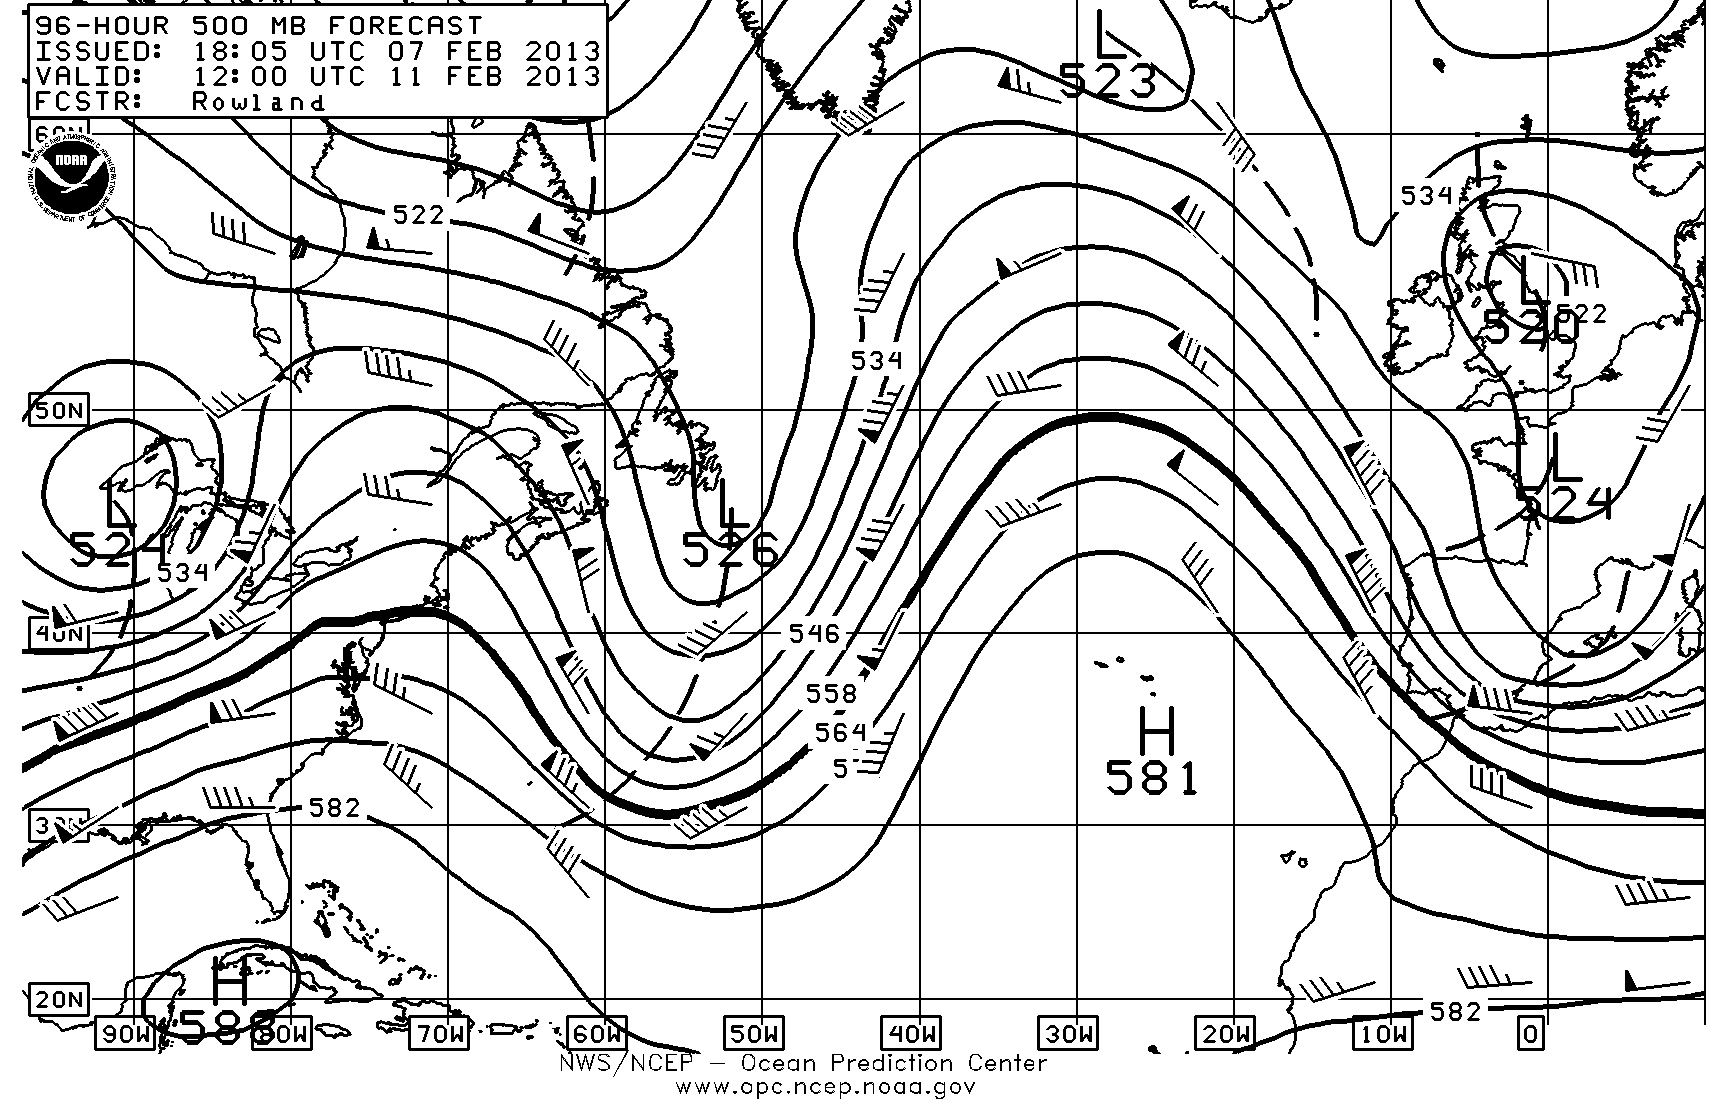 96-HOUR 500 MB FORECAST
ISSUED: 18:05 UTC 07 FEB 2013
VALID: 12:00 UTC 11 FEB 2013
FCSTR: Rowland
L
523
60N
NOAA
534
522
L
520
522
534
50N
L
524
L
524
L
526
534
40N
546
558
564
H
581
582
30N
H
20N
582
90W
80W
70W
60W
50W
40W
30W
20W
10W
0
NWS/NCEP – Ocean Prediction Center
www.opc.ncep.noaa.gov